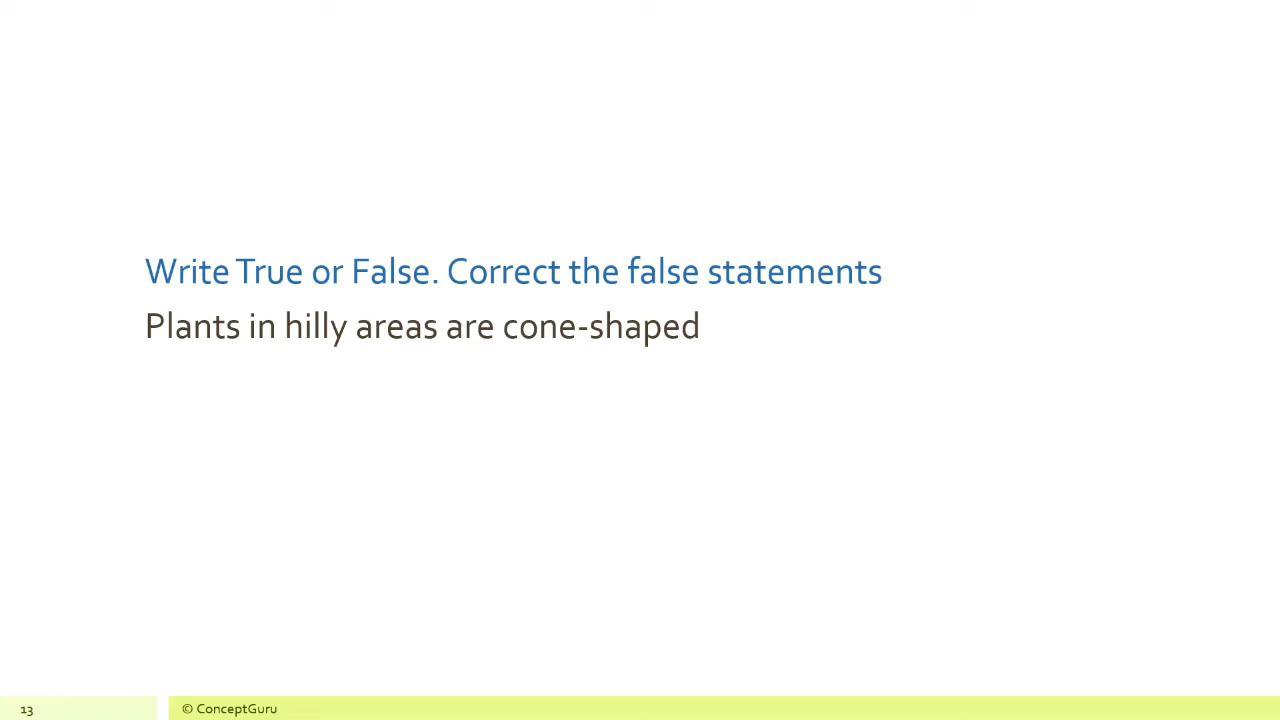 Write True or False. Correct the false statements
Plants in hilly areas are cone-shaped
13
© ConceptGuru